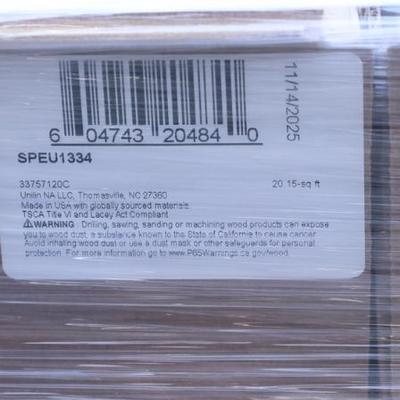 11/14/2025
6 04743 20484 0
SPEU1334
33757120C
20.15-sq ft
Unilin NA LLC, Thomasville, NC 27360
Made in USA with globally sourced materials.
TSCA Title VI and Lacey Act Compliant
⚠WARNING: Drilling, sawing, sanding or machining wood products can expose
you to wood dust, a substance known to the State of California to cause cancer.
Avoid inhaling wood dust or use a dust mask or other safeguards for personal
protection. For more information go to www.P65Warnings.ca.gov/wood.